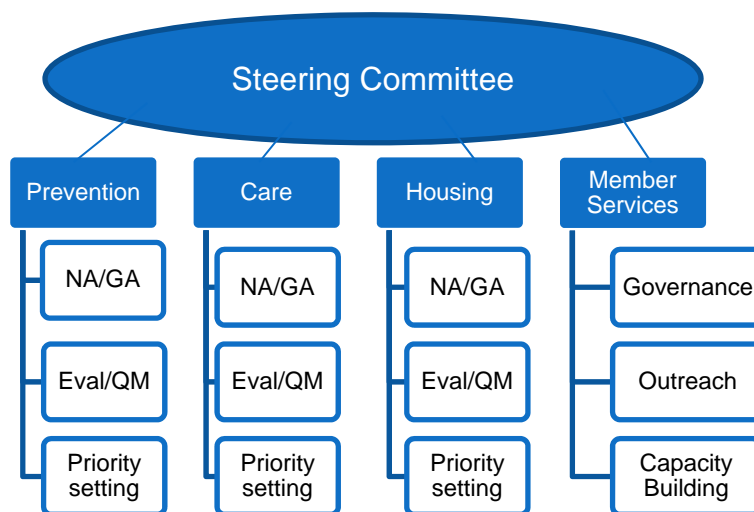 Steering Committee
Prevention
Care
Housing
Member
Services
NA/GA
NA/GA
NA/GA
Governance
Eval/QM
Eval/QM
Eval/QM
Outreach
Priority
setting
Priority
setting
Priority
setting
Capacity
Building